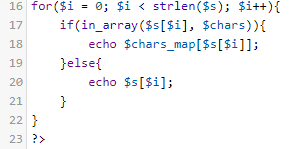 16 for($i = 0; $i < strlen($s); $i++){
17     if(in_array($s[$i], $chars)){
18         echo $chars_map[$s[$i]];
19     }else{
20         echo $s[$i];
21     }
22 }
23 ?>